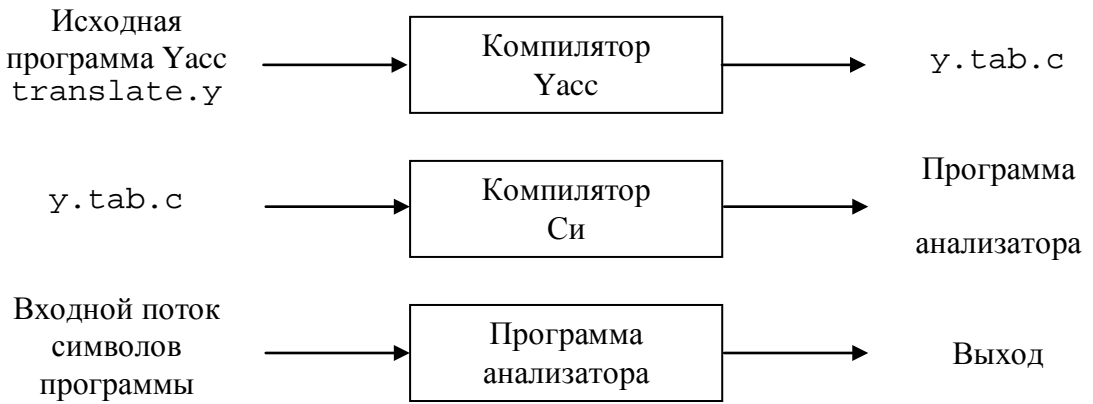 Исходная
программа Yacc
translate.y
Компилятор
Yacc
y.tab.c
y.tab.c
Компилятор
Си
Программа
анализатора
Входной поток
символов
программы
Программа
анализатора
Выход